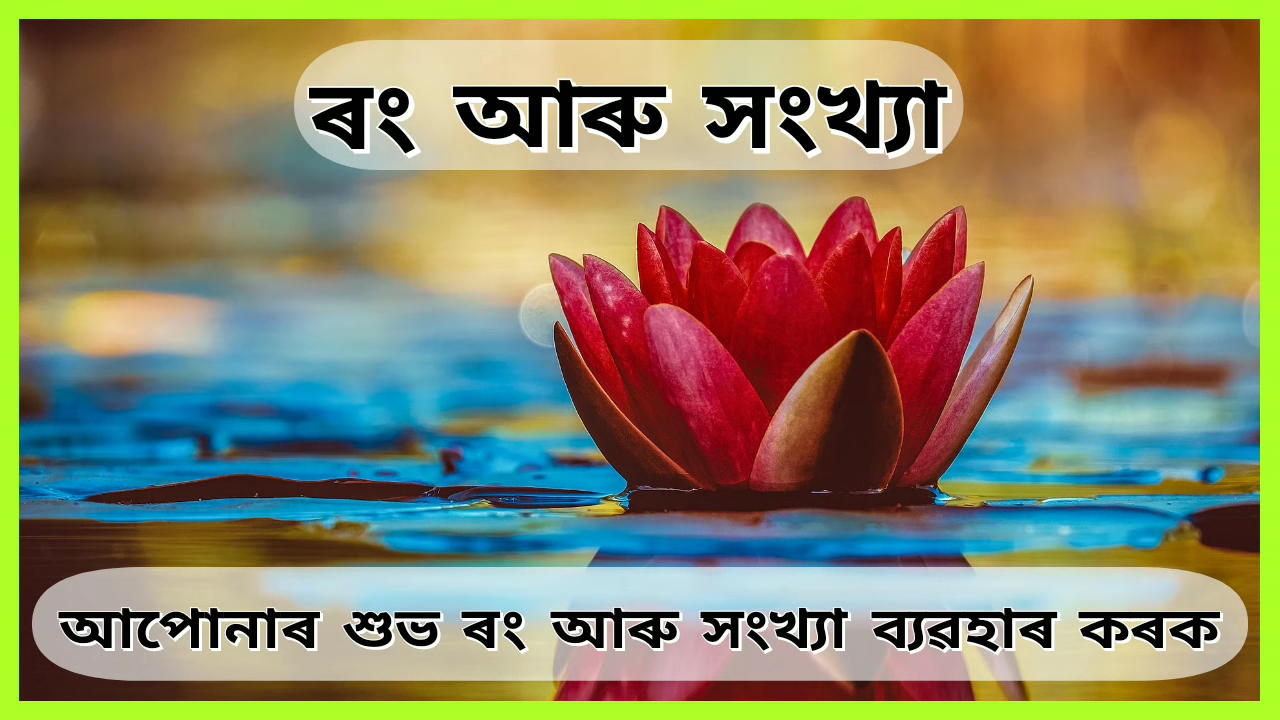 ৰং আৰু সংখ্যা
আপোনাৰ শুভ ৰং আৰু সংখ্যা ব্যৱহাৰ কৰক